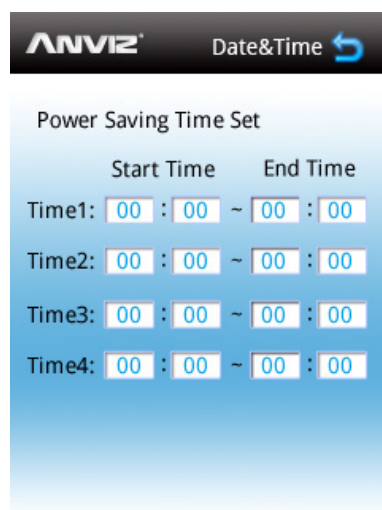 ANVIZ Date&Time
Power Saving Time Set
Start Time End Time
Time1: 00 : 00 ~ 00 : 00
Time2: 00 : 00 ~ 00 : 00
Time3: 00 : 00 ~ 00 : 00
Time4: 00 : 00 ~ 00 : 00